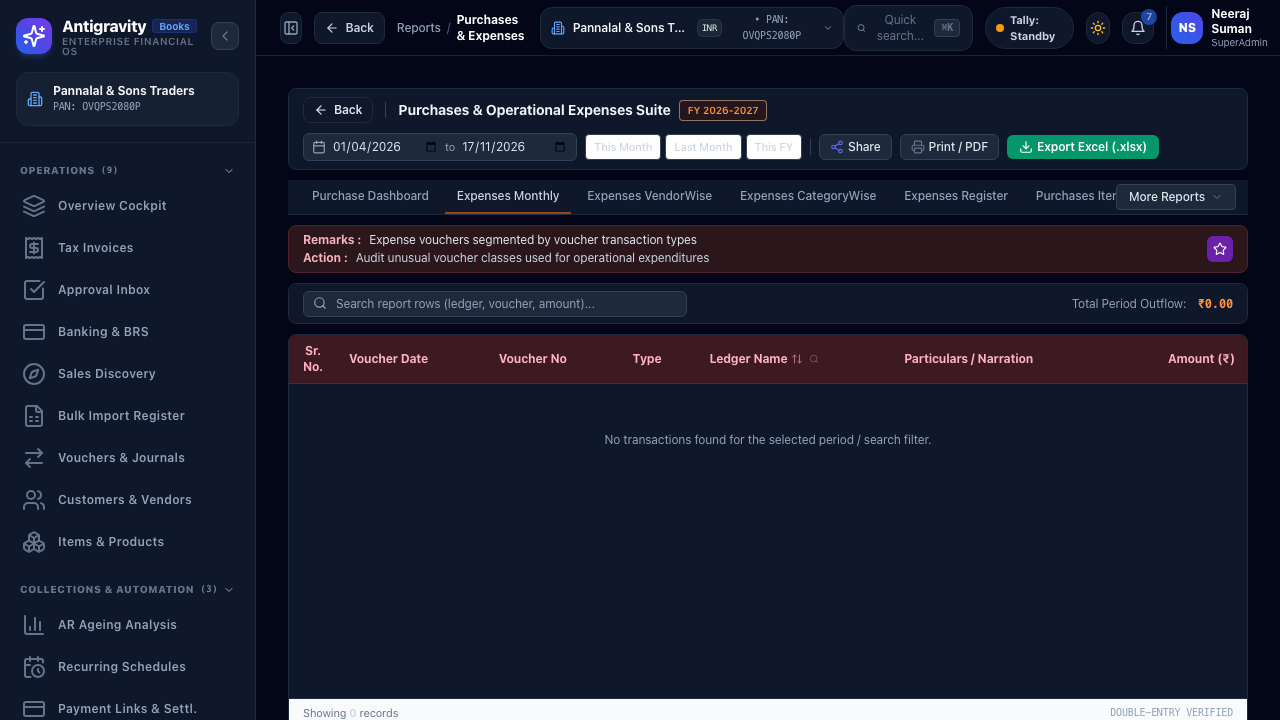 Antigravity Books
ENTERPRISE FINANCIAL OS
Pannalal & Sons Traders
PAN: OVQPS2080P
OPERATIONS (9)
Overview Cockpit
Tax Invoices
Approval Inbox
Banking & BRS
Sales Discovery
Bulk Import Register
Vouchers & Journals
Customers & Vendors
Items & Products
COLLECTIONS & AUTOMATION (3)
AR Ageing Analysis
Recurring Schedules
Payment Links & Settl.
Back
Reports / Purchases & Expenses
Pannalal & Sons T... INR • PAN: OVQPS2080P
Quick search... ⌘K
Tally: Standby
7
NS
Neeraj Suman
SuperAdmin
Back
Purchases & Operational Expenses Suite
FY 2026-2027
01/04/2026 to 17/11/2026
This Month
Last Month
This FY
Share
Print / PDF
Export Excel (.xlsx)
Purchase Dashboard
Expenses Monthly
Expenses VendorWise
Expenses CategoryWise
Expenses Register
Purchases Iter
More Reports
Remarks : Expense vouchers segmented by voucher transaction types
Action : Audit unusual voucher classes used for operational expenditures
Search report rows (ledger, voucher, amount)...
Total Period Outflow: ₹0.00
Sr. No.
Voucher Date
Voucher No
Type
Ledger Name
Particulars / Narration
Amount (₹)
No transactions found for the selected period / search filter.
Showing 0 records
DOUBLE-ENTRY VERIFIED